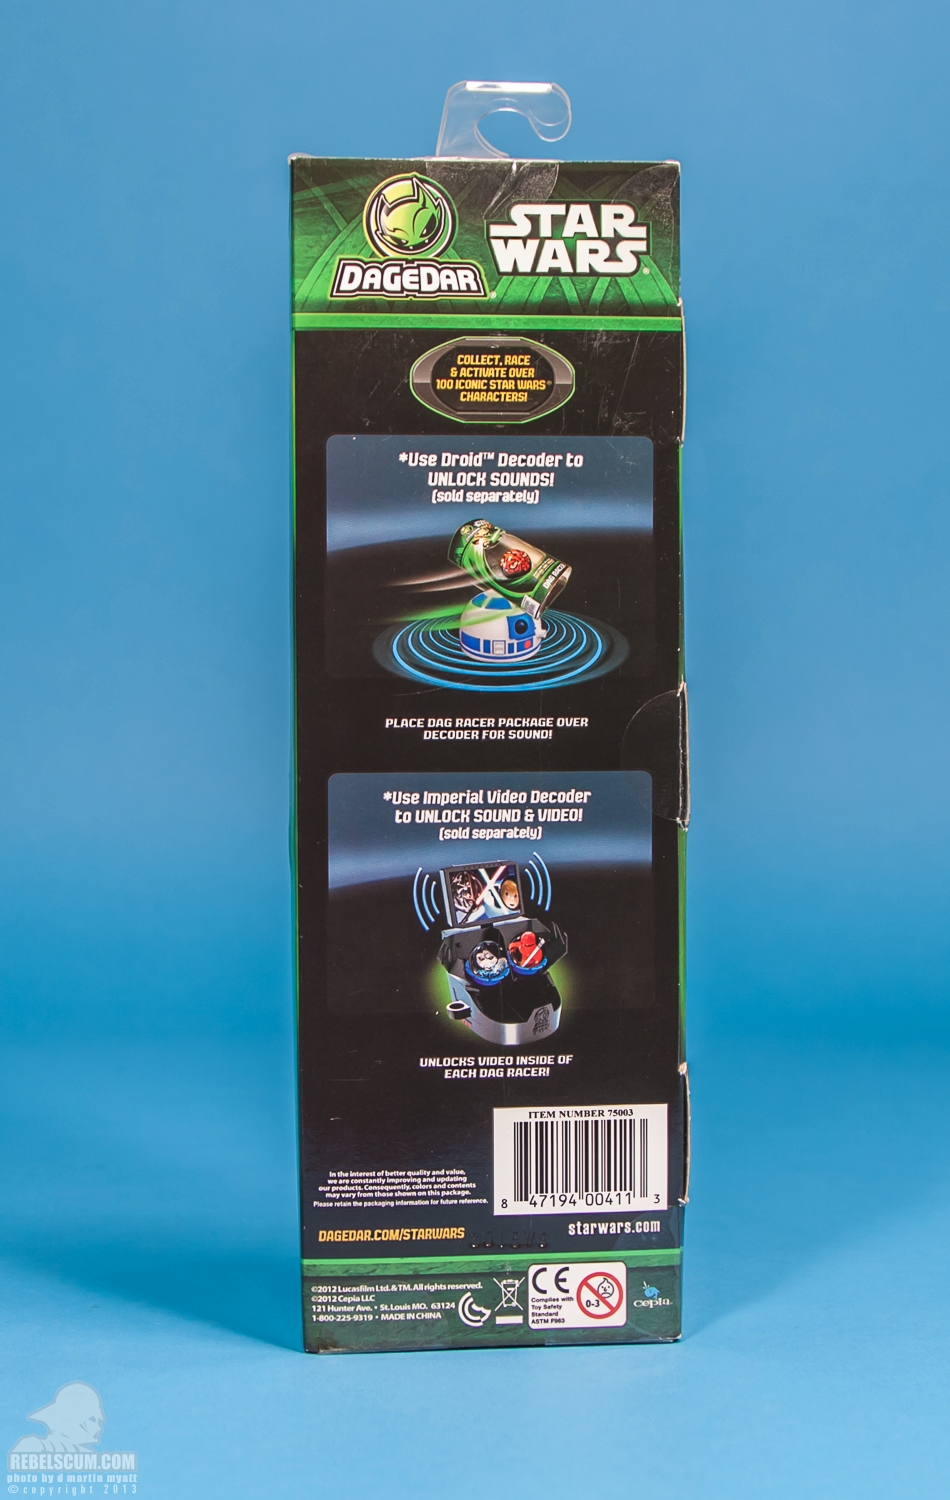 DAGEDAR®
STAR
WARS®
COLLECT, RACE
& ACTIVATE OVER
100 ICONIC STAR WARS®
CHARACTERS!
*Use Droid™ Decoder to
UNLOCK SOUNDS!
(sold separately)
DAG RACER
PLACE DAG RACER PACKAGE OVER
DECODER FOR SOUND!
*Use Imperial Video Decoder
to UNLOCK SOUND & VIDEO!
(sold separately)
UNLOCKS VIDEO INSIDE OF
EACH DAG RACER!
ITEM NUMBER 75003
8 47194 00411 3
In the interest of better quality and value,
we are constantly improving and updating
our products. Consequently, colors and contents
may vary from those shown on this package.
Please retain the packaging information for future reference.
DAGEDAR.COM/STARWARS
starwars.com
©2012 Lucasfilm Ltd. & TM. All rights reserved.
©2012 Cepia LLC
121 Hunter Ave. • St. Louis MO. 63124
1-800-225-9319 • MADE IN CHINA
CE
Complies with
Toy Safety
Standard
ASTM F963
0-3
cepia
REBELSCUM.COM
photo by d martin myatt
© copyright 2013